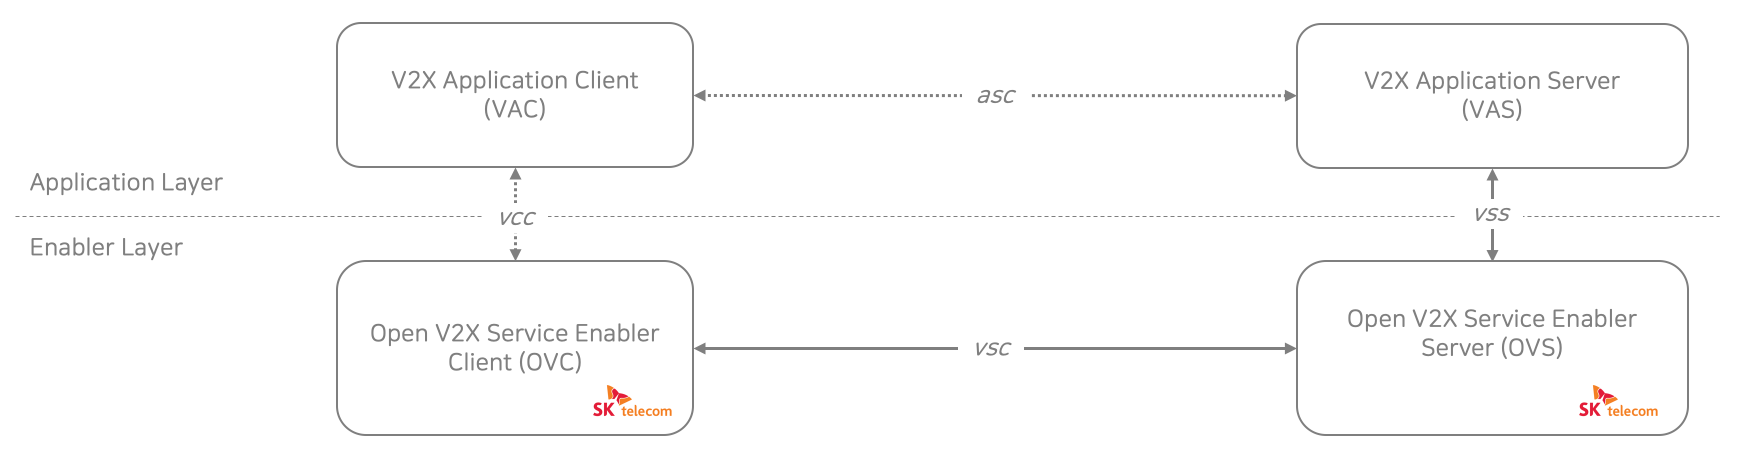 V2X Application Client
(VAC)
asc
V2X Application Server
(VAS)
Application Layer
vcc
vss
Enabler Layer
Open V2X Service Enabler
Client (OVC)
SK telecom
vsc
Open V2X Service Enabler
Server (OVS)
SK telecom